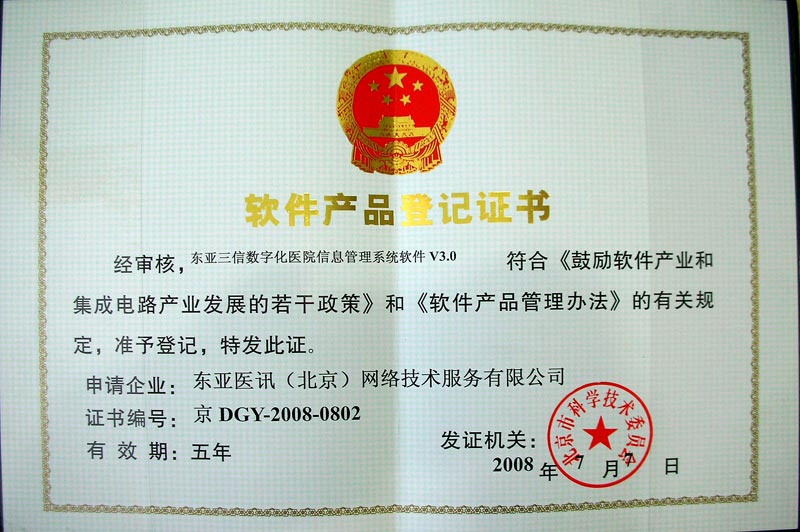 软件产品登记证书
经审核，东亚三信数字化医院信息管理系统软件 V3.0 符合《鼓励软件产业和
集成电路产业发展的若干政策》和《软件产品管理办法》的有关规
定，准予登记，特发此证。
申请企业：东亚医讯（北京）网络技术服务有限公司
证书编号：京 DGY-2008-0802
有效期：五年
发证机关：
北京市科学技术委员会
2008 年 7 月 7 日